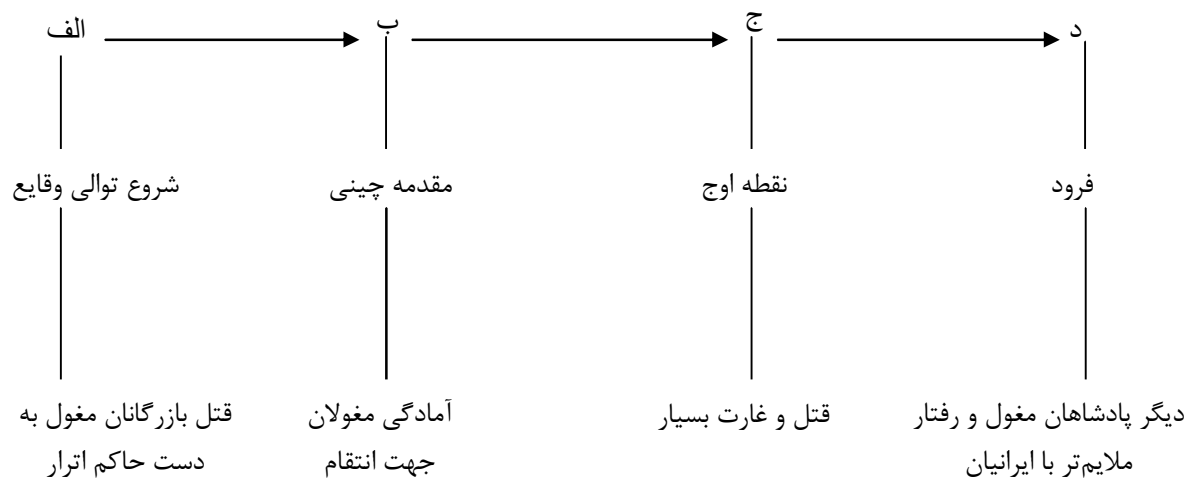 الف
ب
ج
د
شروع توالی وقایع
مقدمه چینی
نقطه اوج
فرود
قتل بازرگانان مغول به
دست حاکم اترار
آمادگی مغولان
جهت انتقام
قتل و غارت بسیار
دیگر پادشاهان مغول و رفتار
ملایم‌تر با ایرانیان